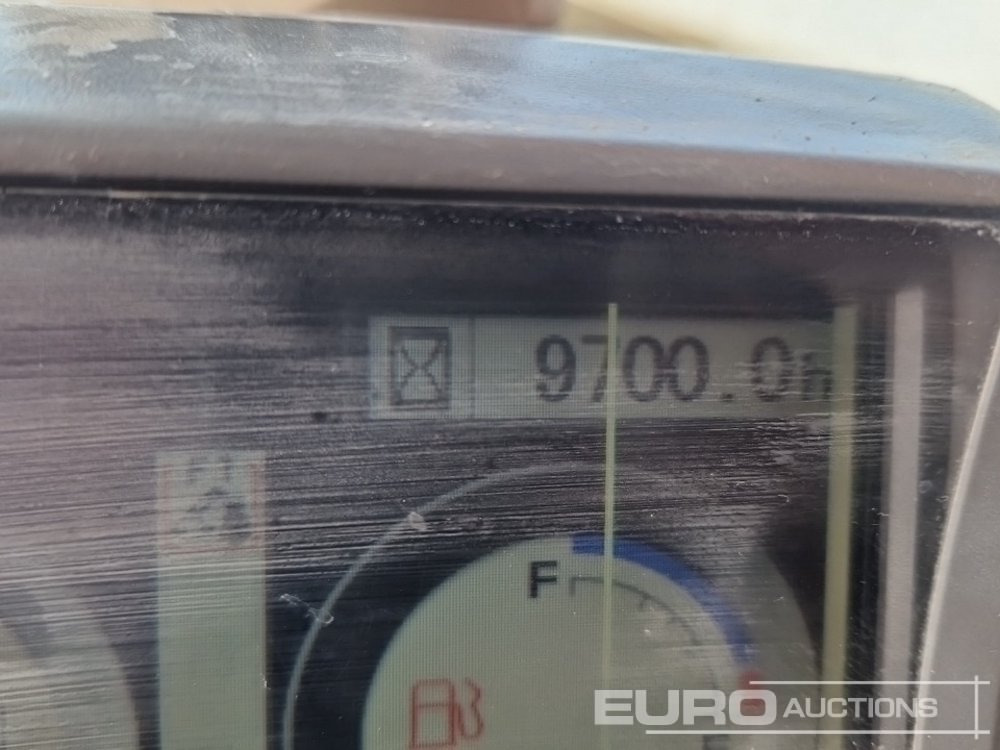 9700.0h
F
EURO AUCTIONS